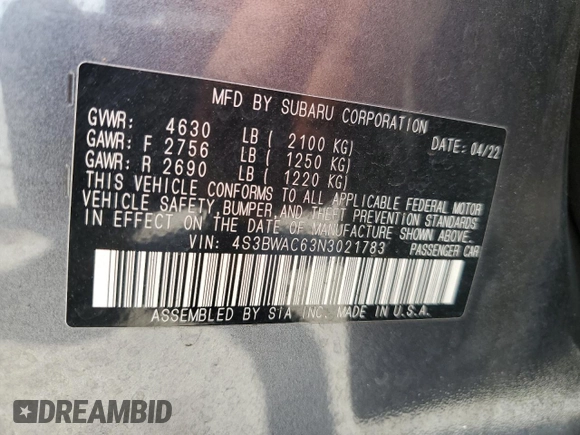 MFD BY SUBARU CORPORATION
GVWR: 4630 LB ( 2100 KG) DATE: 04/22
GAWR: F 2756 LB ( 1250 KG)
GAWR: R 2690 LB ( 1220 KG)
THIS VEHICLE CONFORMS TO ALL APPLICABLE FEDERAL MOTOR
VEHICLE SAFETY, BUMPER, AND THEFT PREVENTION STANDARDS
IN EFFECT ON THE DATE OF MANUFACTURE SHOWN ABOVE.
VIN: 4S3BWAC63N3021783 PASSENGER CAR
ASSEMBLED BY SIA INC. MADE IN U.S.A.
DREAMBID